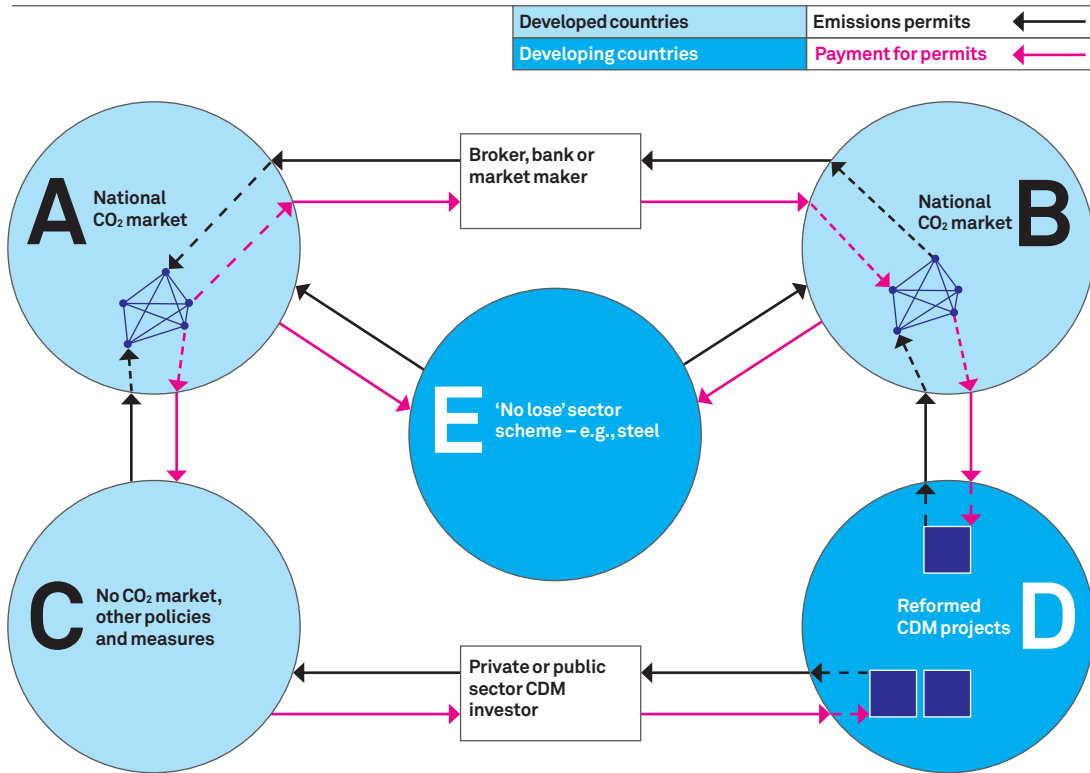 Developed countries
Emissions permits
Developing countries
Payment for permits
A
National
CO₂ market
Broker, bank or
market maker
National
CO₂ market
B
E
‘No lose’ sector
scheme – e.g., steel
C
No CO₂ market,
other policies
and measures
Private or public
sector CDM
investor
Reformed
CDM projects
D